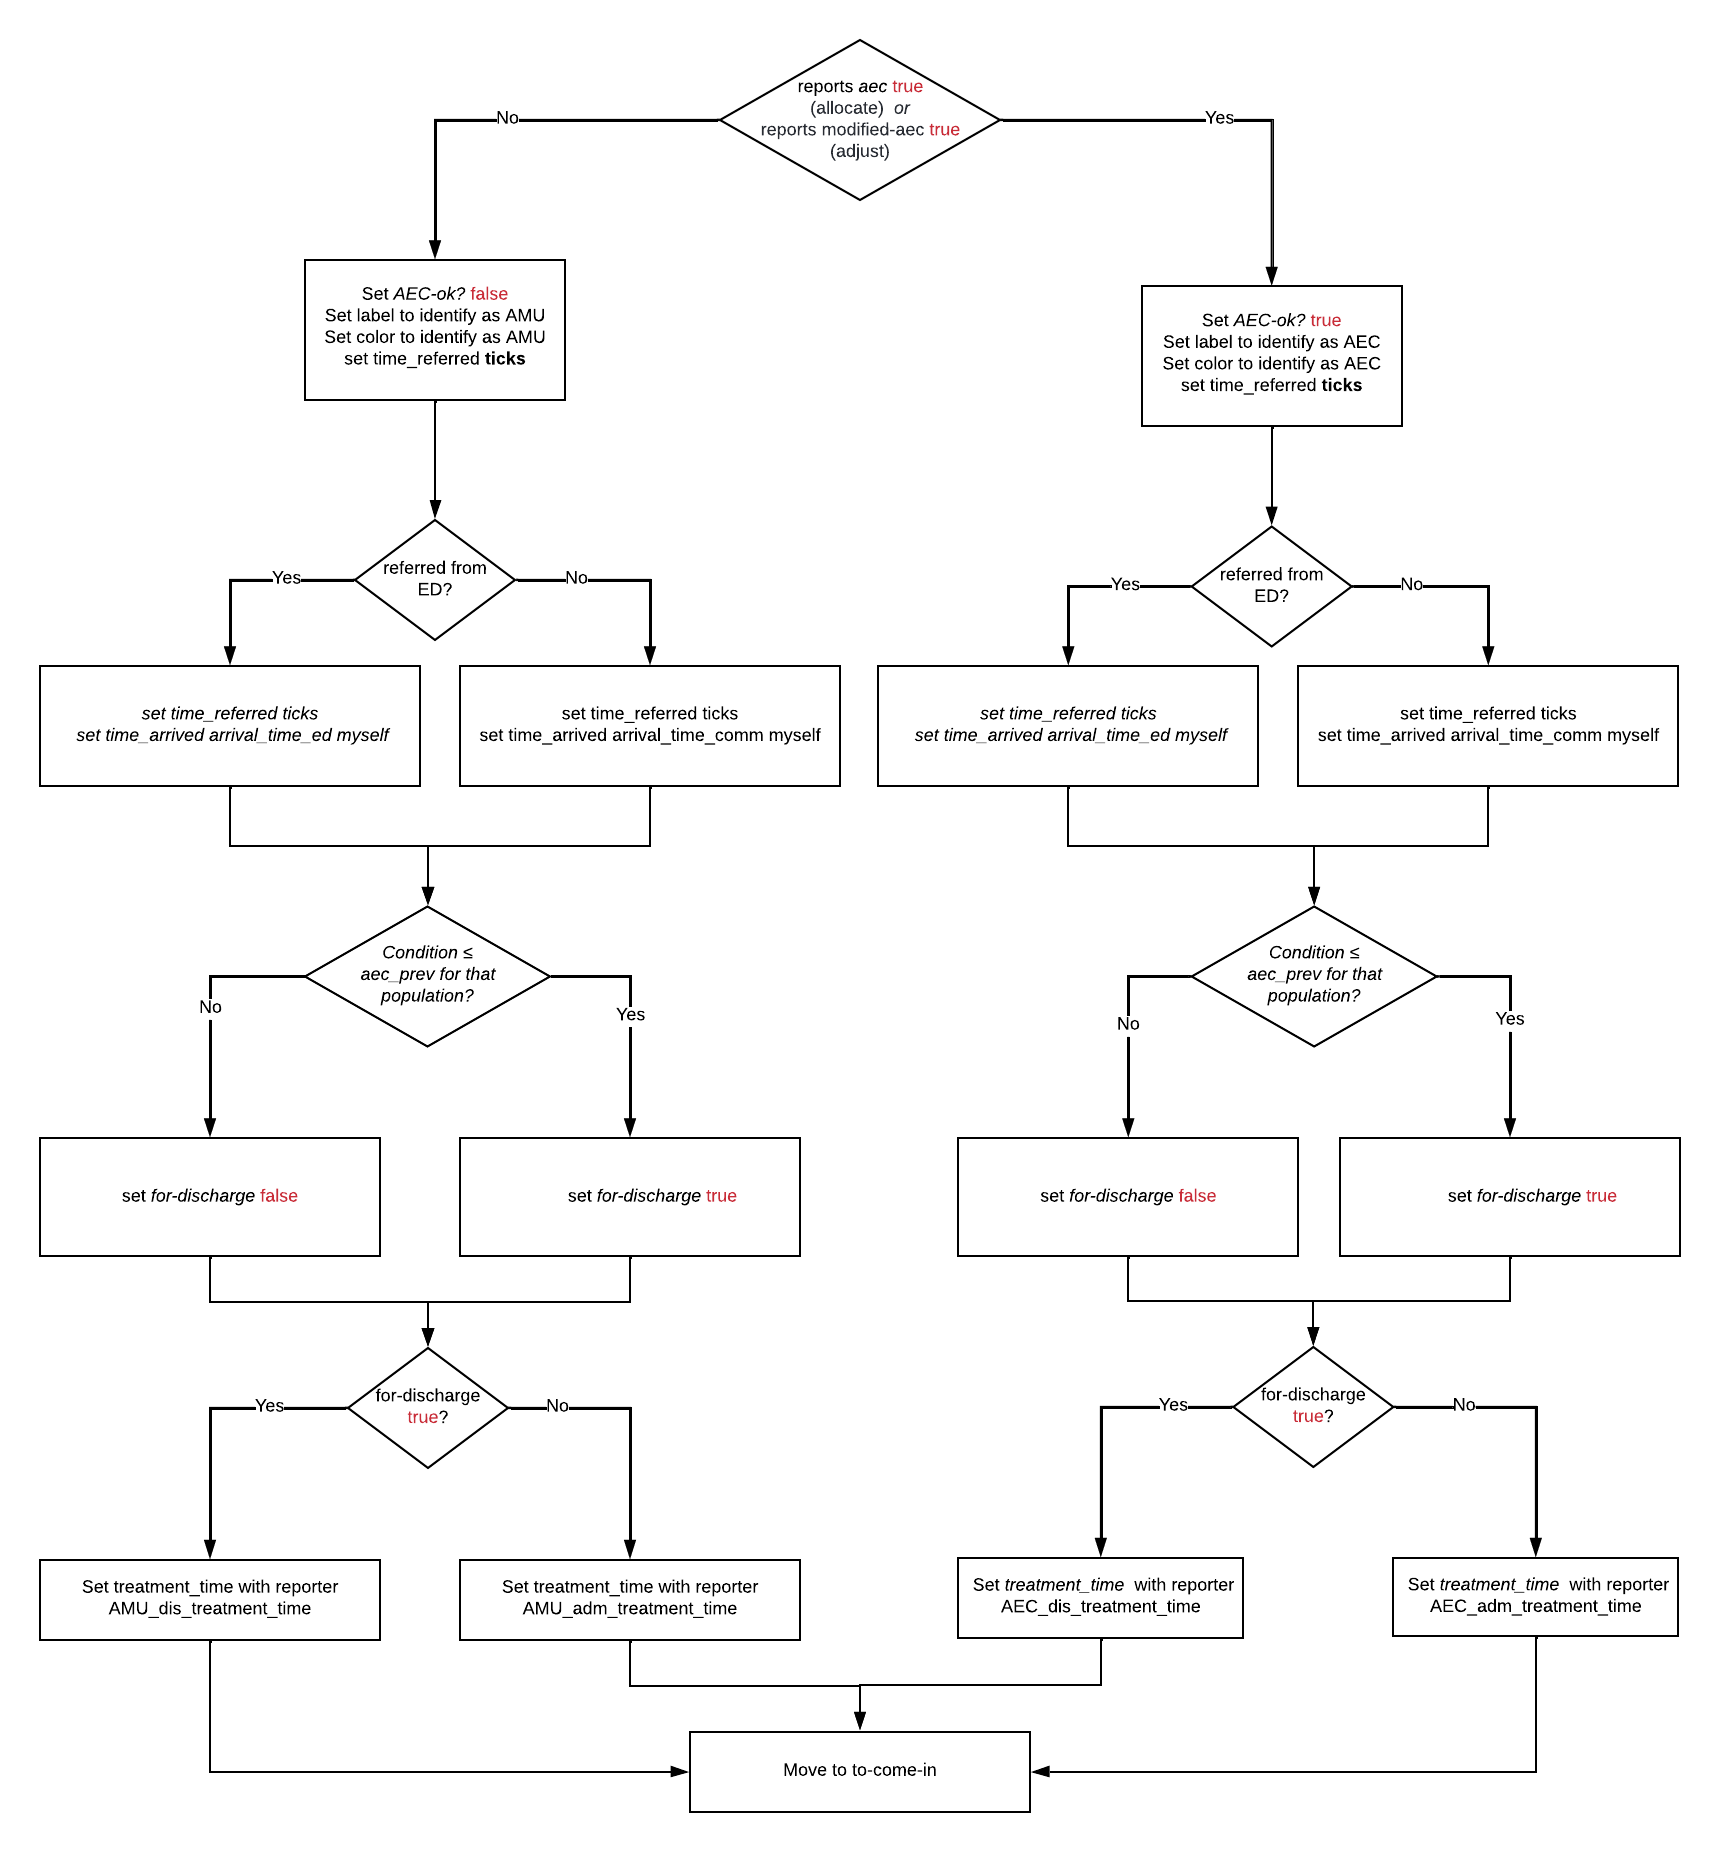 reports aec true
(allocate) or
reports modified-aec true
(adjust)
No
Yes
Set AEC-ok? false
Set label to identify as AMU
Set color to identify as AMU
set time_referred ticks
Set AEC-ok? true
Set label to identify as AEC
Set color to identify as AEC
set time_referred ticks
referred from
ED?
Yes
No
referred from
ED?
Yes
No
set time_referred ticks
set time_arrived arrival_time_ed myself
set time_referred ticks
set time_arrived arrival_time_comm myself
set time_referred ticks
set time_arrived arrival_time_ed myself
set time_referred ticks
set time_arrived arrival_time_comm myself
Condition ≤
aec_prev for that
population?
No
Yes
Condition ≤
aec_prev for that
population?
No
Yes
set for-discharge false
set for-discharge true
set for-discharge false
set for-discharge true
for-discharge
true?
Yes
No
for-discharge
true?
Yes
No
Set treatment_time with reporter
AMU_dis_treatment_time
Set treatment_time with reporter
AMU_adm_treatment_time
Set treatment_time with reporter
AEC_dis_treatment_time
Set treatment_time with reporter
AEC_adm_treatment_time
Move to to-come-in